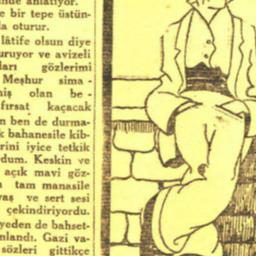 nde anlatıyor.
e bir tepe üstün-
a oturur.
lâtife olsun diye
uruyor ve avizeli
ları gözlerimi
Meşhur sima -
niş olan be -
fırsat kaçacak
n ben de durma-
k bahanesile kib-
rini iyice tetkik
rdum. Keskin ve
açık mavi göz-
n tam manasile
vaş ve sert sesi
çekindiriyordu.
yeden de bahset-
nlandı. Gazi va-
sözleri gittikçe